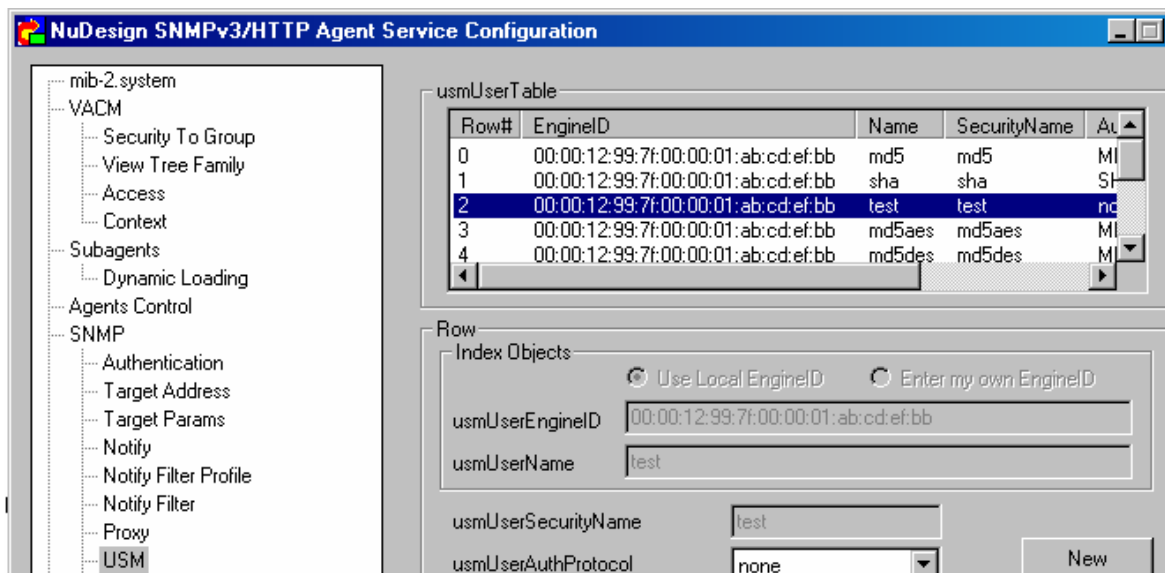 NuDesign SNMPv3/HTTP Agent Service Configuration
mib-2.system
VACM
Security To Group
View Tree Family
Access
Context
Subagents
Dynamic Loading
Agents Control
SNMP
Authentication
Target Address
Target Params
Notify
Notify Filter Profile
Notify Filter
Proxy
USM
usmUserTable
Row# EngineID Name SecurityName
0 00:00:12:99:7f:00:00:01:ab:cd:ef:bb md5 md5
1 00:00:12:99:7f:00:00:01:ab:cd:ef:bb sha sha
2 00:00:12:99:7f:00:00:01:ab:cd:ef:bb test test
3 00:00:12:99:7f:00:00:01:ab:cd:ef:bb md5aes md5aes
4 00:00:12:99:7f:00:00:01:ab:cd:ef:bb md5des md5des
Row
Index Objects
Use Local EngineID Enter my own EngineID
usmUserEngineID 00:00:12:99:7f:00:00:01:ab:cd:ef:bb
usmUserName test
usmUserSecurityName test
usmUserAuthProtocol none New